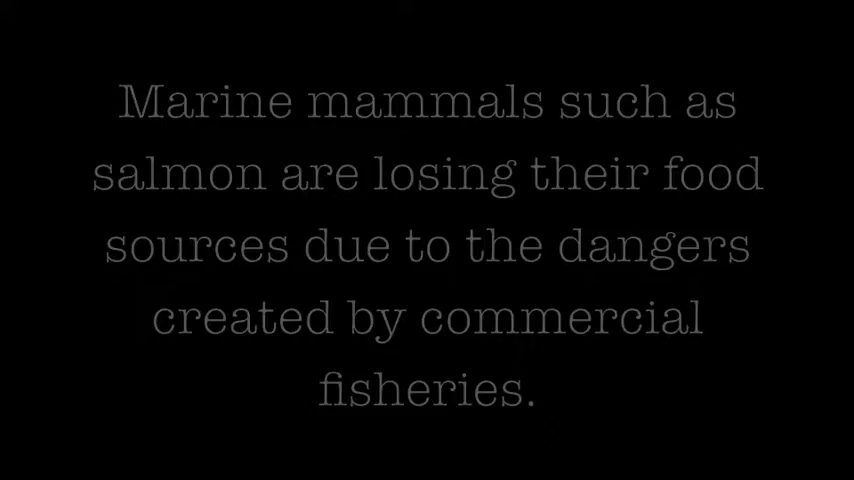 Marine mammals such as
salmon are losing their food
sources due to the dangers
created by commercial
fisheries.